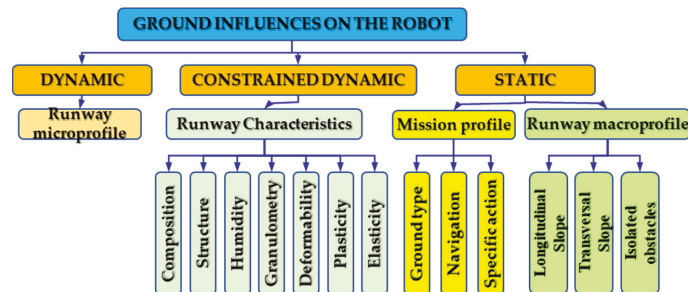 GROUND INFLUENCES ON THE ROBOT
DYNAMIC
CONSTRAINED DYNAMIC
STATIC
Runway
microprofile
Runway Characteristics
Mission profile
Runway macroprofile
Composition
Structure
Humidity
Granulometry
Deformability
Plasticity
Elasticity
Ground type
Navigation
Specific action
Longitudinal
Slope
Transversal
Slope
Isolated
obstacles